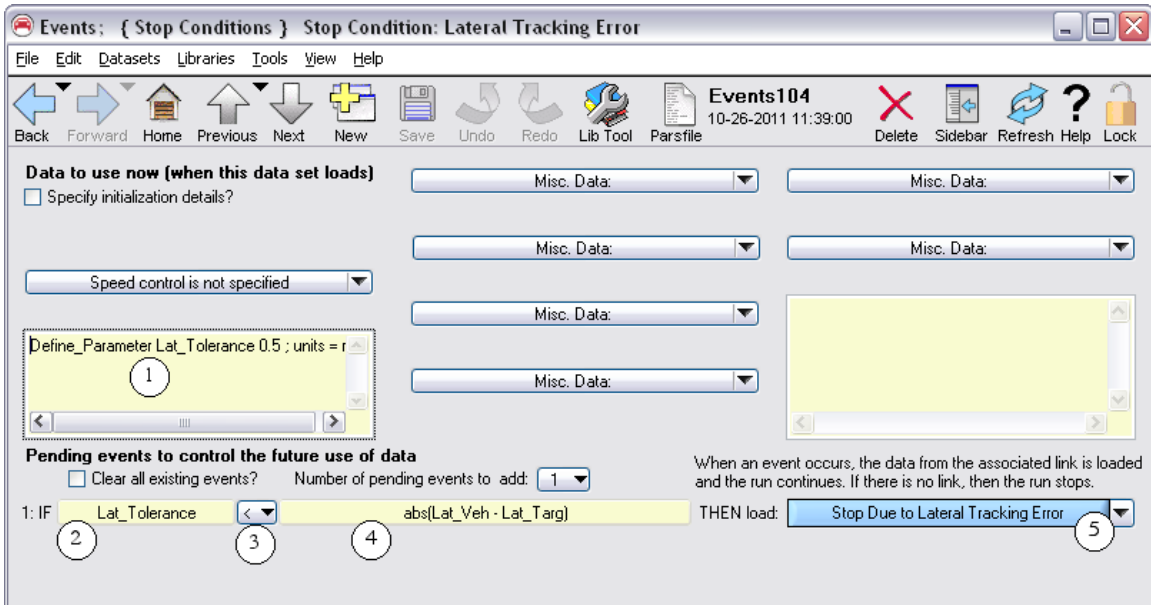 Events; { Stop Conditions } Stop Condition: Lateral Tracking Error
File Edit Datasets Libraries Tools View Help
Events104
10-26-2011 11:39:00
Back Forward Home Previous Next New Save Undo Redo Lib Tool Parsfile Delete Sidebar Refresh Help Lock
Data to use now (when this data set loads)
Specify initialization details?
Misc. Data:
Misc. Data:
Misc. Data:
Misc. Data:
Speed control is not specified
Misc. Data:
Define_Parameter Lat_Tolerance 0.5 ; units = r
1
Misc. Data:
Pending events to control the future use of data
Clear all existing events? Number of pending events to add: 1
When an event occurs, the data from the associated link is loaded
and the run continues. If there is no link, then the run stops.
1: IF Lat_Tolerance < abs(Lat_Veh - Lat_Targ) THEN load: Stop Due to Lateral Tracking Error
2 3 4 5